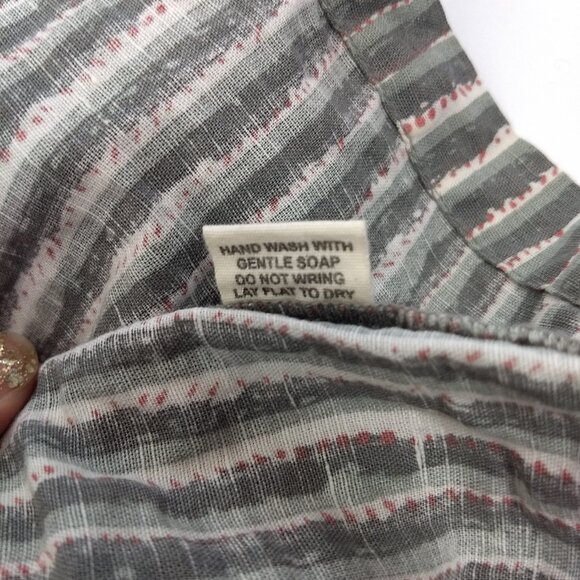 HAND WASH WITH
GENTLE SOAP
DO NOT WRING
LAY FLAT TO DRY